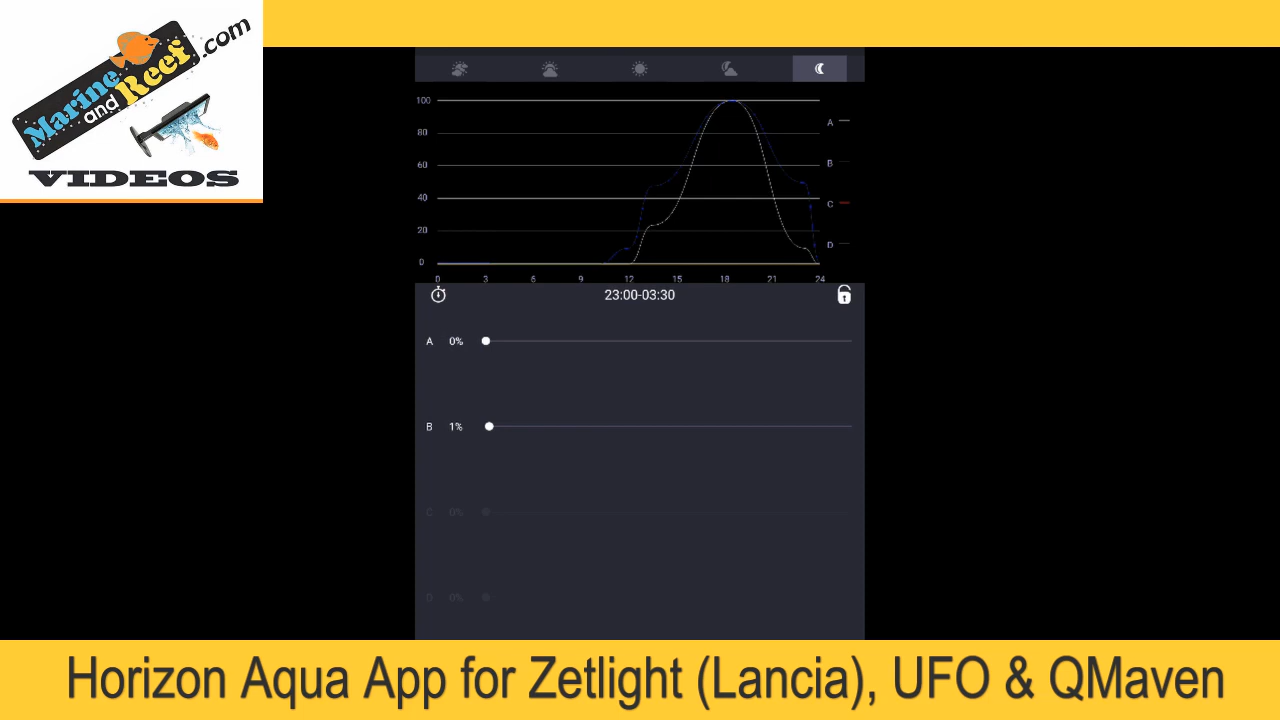 Marine
and
Reef
.com
VIDEOS
100
80
60
40
20
0
A
B
C
D
0 3 6 9 12 15 18 21 24
23:00-03:30
A 0%
B 1%
C 0%
D 0%
Horizon Aqua App for Zetlight (Lancia), UFO & QMaven